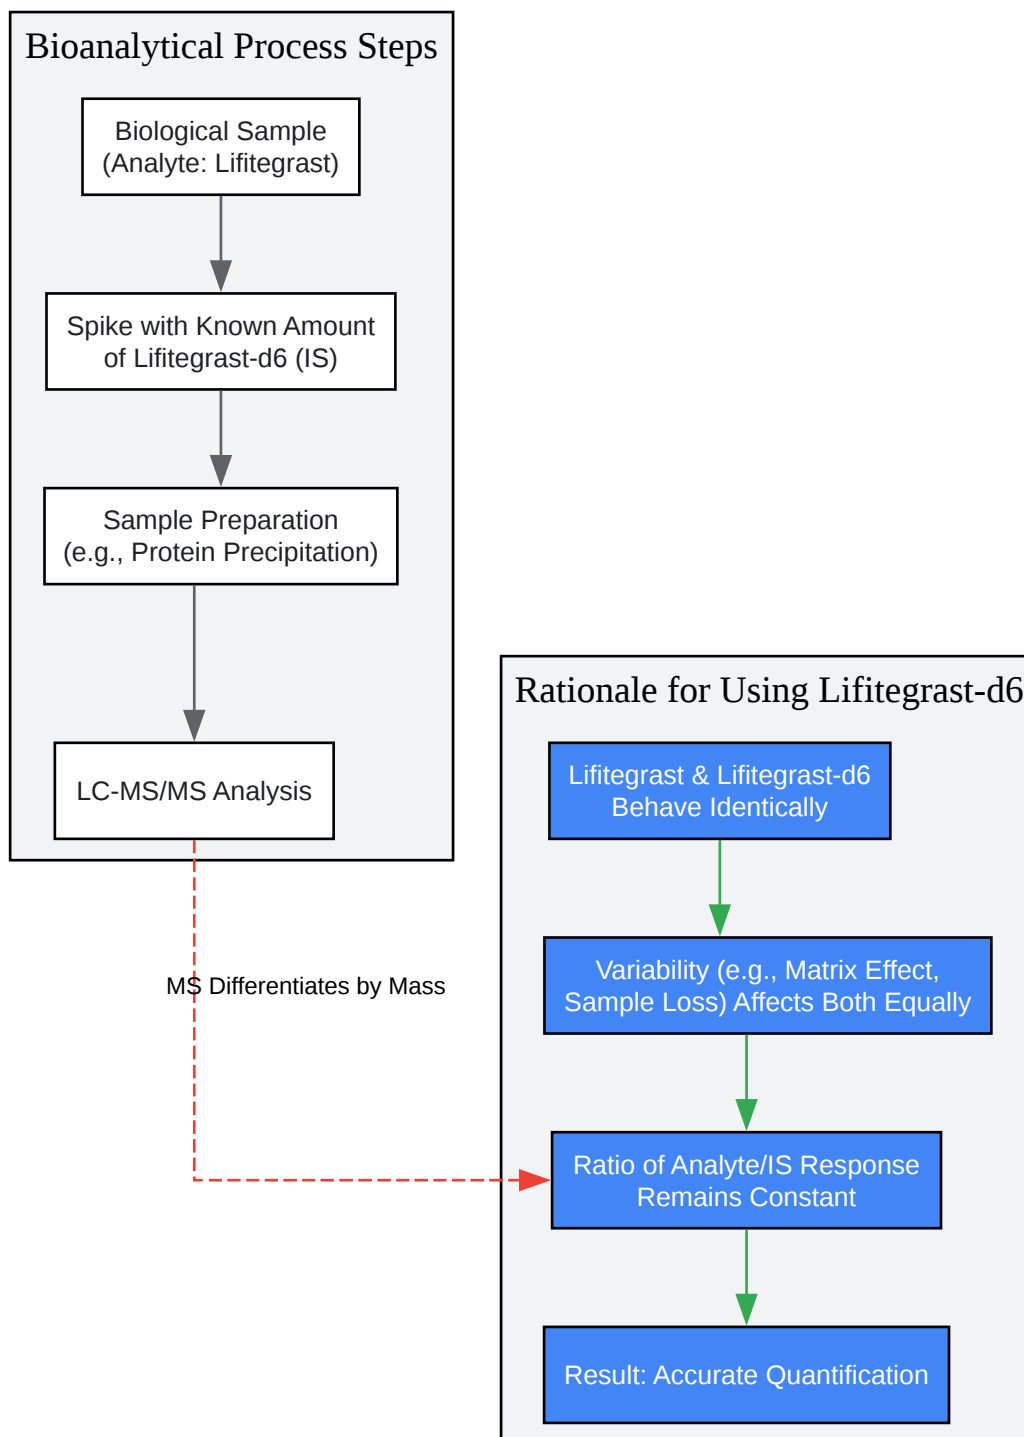 Bioanalytical Process Steps
Biological Sample
(Analyte: Lifitegrast)
Spike with Known Amount
of Lifitegrast-d6 (IS)
Sample Preparation
(e.g., Protein Precipitation)
LC-MS/MS Analysis
MS Differentiates by Mass
Rationale for Using Lifitegrast-d6
Lifitegrast & Lifitegrast-d6
Behave Identically
Variability (e.g., Matrix Effect,
Sample Loss) Affects Both Equally
Ratio of Analyte/IS Response
Remains Constant
Result: Accurate Quantification